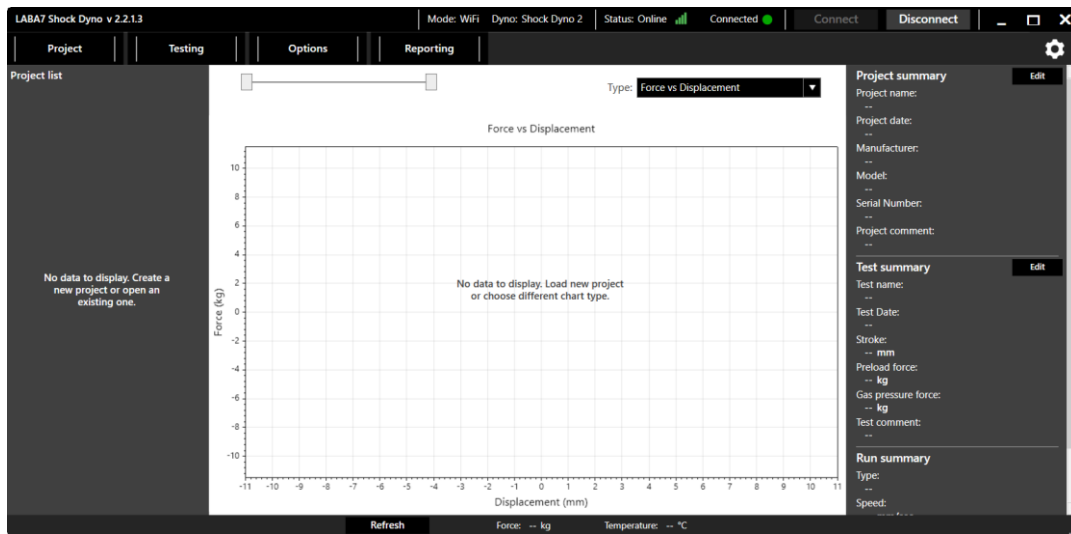 LABA7 Shock Dyno v 2.2.1.3
Mode: WiFi Dyno: Shock Dyno 2 Status: Online Connected Connect Disconnect
Project Testing Options Reporting
Project list
No data to display. Create a
new project or open an
existing one.
Type: Force vs Displacement
Force vs Displacement
10
8
6
4
2
0
-2
-4
-6
-8
-10
Force (kg)
No data to display. Load new project
or choose different chart type.
-11 -10 -9 -8 -7 -6 -5 -4 -3 -2 -1 0 1 2 3 4 5 6 7 8 9 10 11
Displacement (mm)
Project summary Edit
Project name:
--
Project date:
--
Manufacturer:
--
Model:
--
Serial Number:
--
Project comment:
--
Test summary Edit
Test name:
--
Test Date:
--
Stroke:
-- mm
Preload force:
-- kg
Gas pressure force:
-- kg
Test comment:
--
Run summary
Type:
--
Speed:
Refresh Force: -- kg Temperature: -- °C